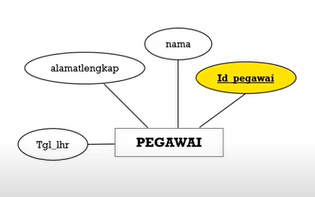 nama
alamatlengkap
Id_pegawai
Tgl_lhr
PEGAWAI